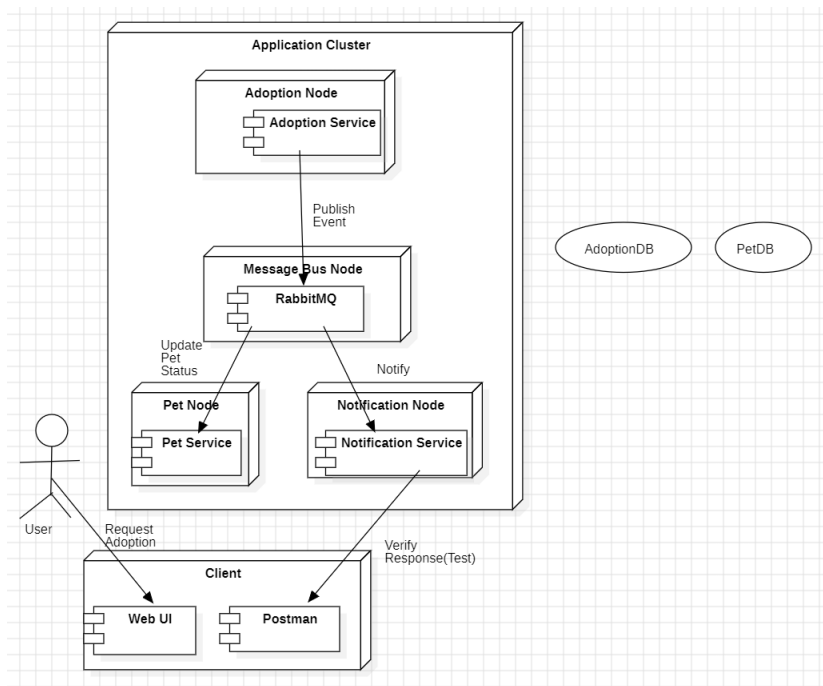 Application Cluster
Adoption Node
Adoption Service
Publish
Event
AdoptionDB
PetDB
Message Bus Node
RabbitMQ
Update
Pet
Status
Notify
Pet Node
Notification Node
Pet Service
Notification Service
User
Request
Adoption
Verify
Response(Test)
Client
Web UI
Postman